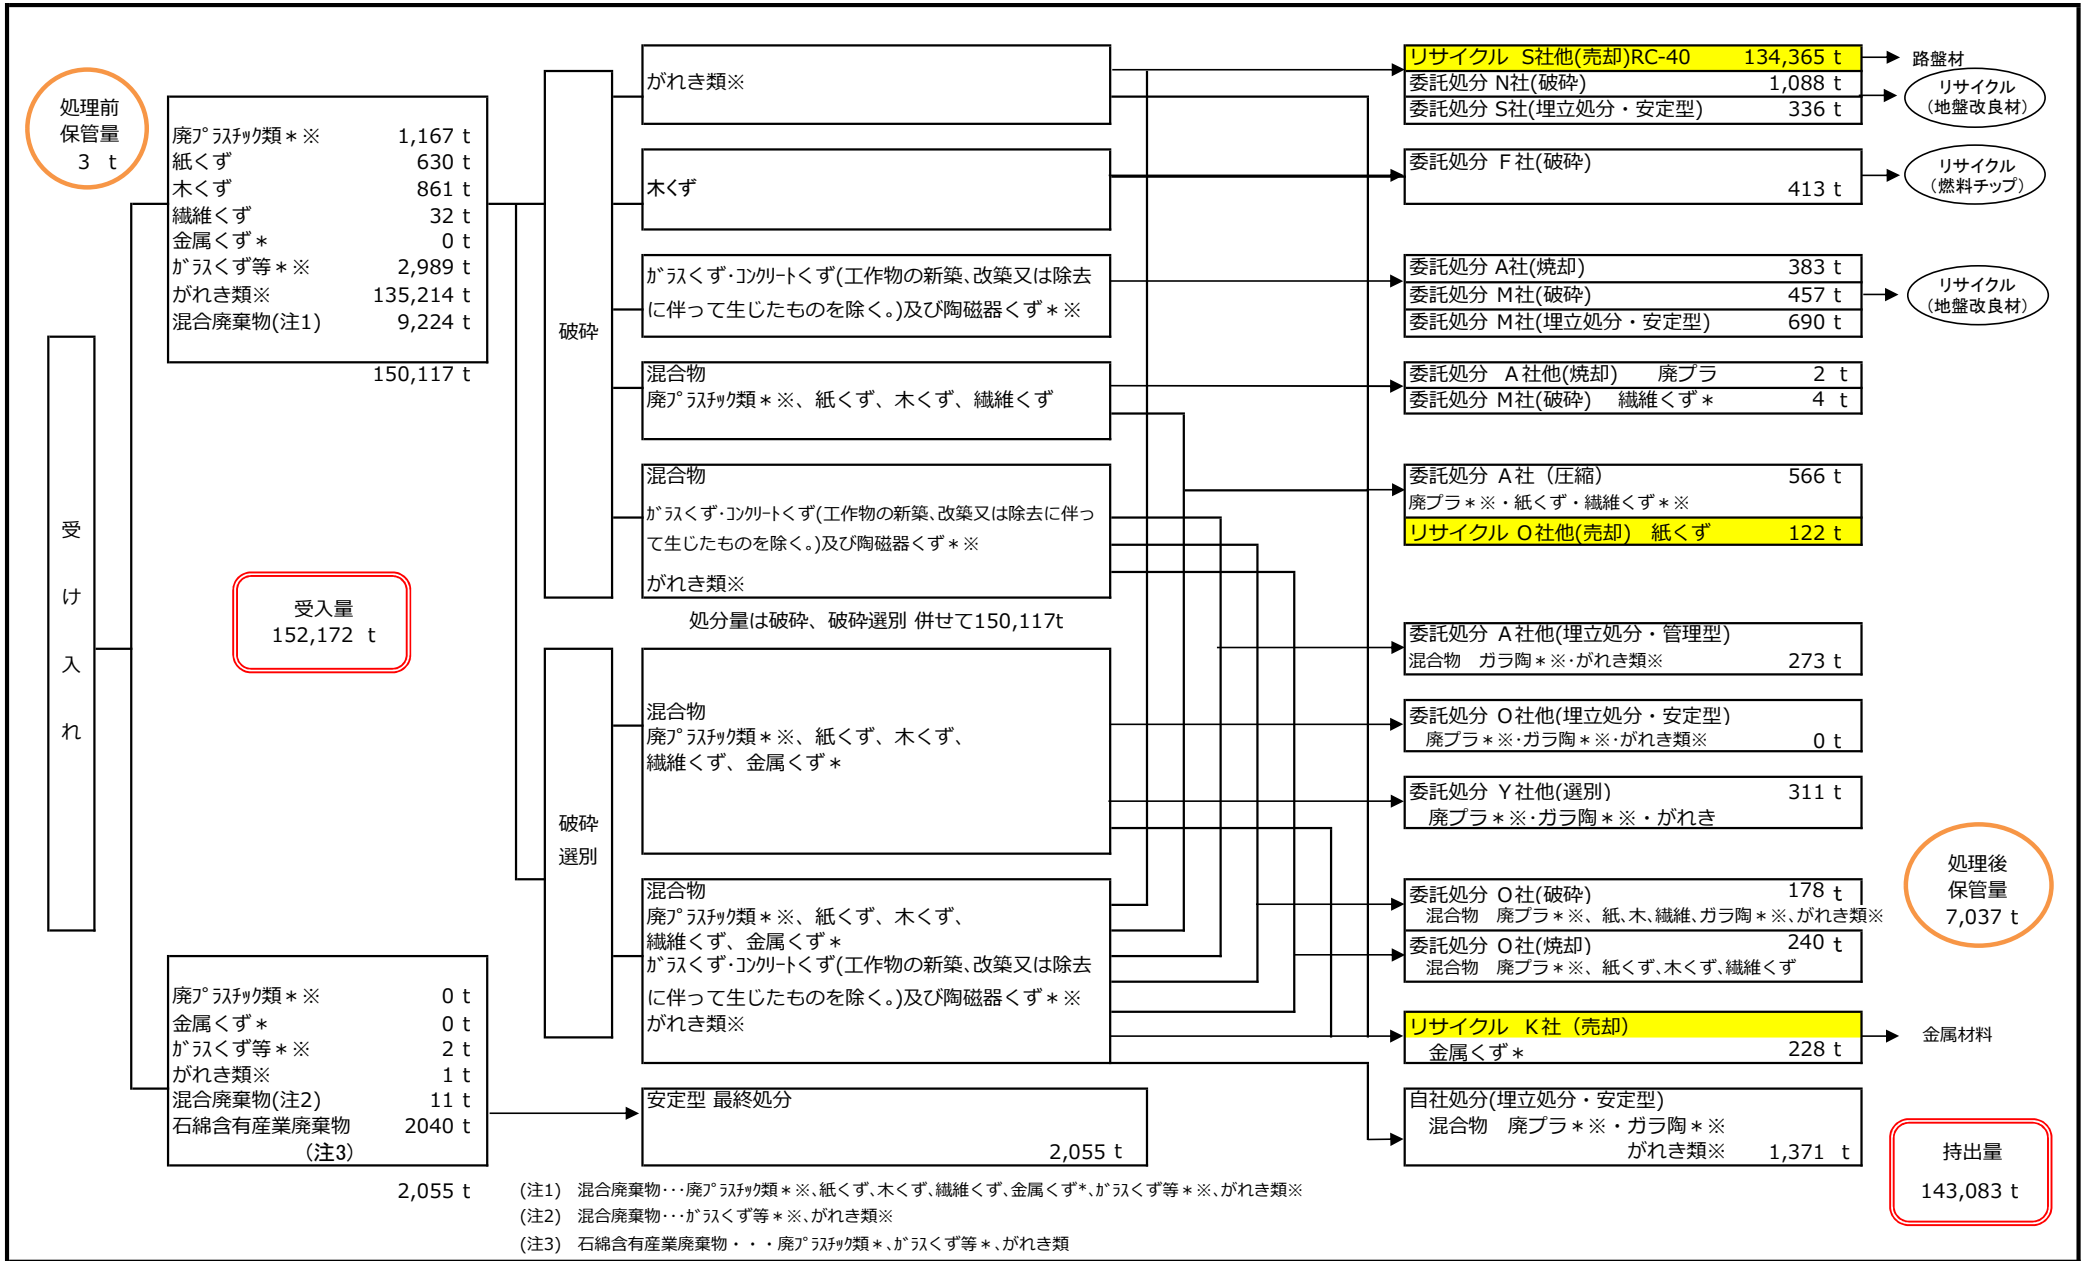 処理前
保管量
3 t
受け入れ
廃ﾌﾟﾗｽﾁｯｸ類＊※ 1,167 t
紙くず 630 t
木くず 861 t
繊維くず 32 t
金属くず＊ 0 t
ｶﾞﾗｽくず等＊※ 2,989 t
がれき類※ 135,214 t
混合廃棄物(注1) 9,224 t
150,117 t
受入量
152,172 t
廃ﾌﾟﾗｽﾁｯｸ類＊※ 0 t
金属くず＊ 0 t
ｶﾞﾗｽくず等＊※ 2 t
がれき類※ 1 t
混合廃棄物(注2) 11 t
石綿含有産業廃棄物 2040 t
(注3)
2,055 t
破砕
がれき類※
木くず
ｶﾞﾗｽくず･ｺﾝｸﾘｰﾄくず(工作物の新築､改築又は除去
に伴って生じたものを除く｡)及び陶磁器くず＊※
混合物
廃ﾌﾟﾗｽﾁｯｸ類＊※、紙くず、木くず、繊維くず
混合物
ｶﾞﾗｽくず･ｺﾝｸﾘｰﾄくず(工作物の新築､改築又は除去に伴っ
て生じたものを除く｡)及び陶磁器くず＊※
がれき類※
処分量は破砕、破砕選別 併せて150,117t
破砕
選別
混合物
廃ﾌﾟﾗｽﾁｯｸ類＊※、紙くず、木くず、
繊維くず、金属くず＊
混合物
廃ﾌﾟﾗｽﾁｯｸ類＊※、紙くず、木くず、
繊維くず、金属くず＊
ｶﾞﾗｽくず･ｺﾝｸﾘｰﾄくず(工作物の新築､改築又は除去
に伴って生じたものを除く｡)及び陶磁器くず＊※
がれき類※
安定型 最終処分
2,055 t
リサイクル S社他(売却)RC-40 134,365 t
委託処分 N社(破砕) 1,088 t
委託処分 S社(埋立処分・安定型) 336 t
路盤材
リサイクル
(地盤改良材)
委託処分 Ｆ社(破砕)
413 t
リサイクル
(燃料チップ)
委託処分 A社(焼却) 383 t
委託処分 M社(破砕) 457 t
委託処分 M社(埋立処分・安定型) 690 t
リサイクル
(地盤改良材)
委託処分 Ａ社他(焼却) 廃プラ 2 t
委託処分 Ｍ社(破砕) 繊維くず＊ 4 t
委託処分 Ａ社（圧縮） 566 t
廃プラ＊※・紙くず・繊維くず＊※
リサイクル Ｏ社他(売却) 紙くず 122 t
委託処分 Ａ社他(埋立処分・管理型)
混合物 ガラ陶＊※･がれき類※ 273 t
委託処分 Ｏ社他(埋立処分・安定型)
廃プラ＊※･ガラ陶＊※･がれき類※ 0 t
委託処分 Ｙ社他(選別) 311 t
廃プラ＊※･ガラ陶＊※・がれき
委託処分 Ｏ社(破砕) 178 t
混合物 廃プラ＊※、紙､木､繊維､ガラ陶＊※､がれき類※
委託処分 Ｏ社(焼却) 240 t
混合物 廃プラ＊※、紙くず､木くず､繊維くず
リサイクル Ｋ社（売却）
金属くず＊ 228 t
金属材料
自社処分(埋立処分・安定型)
混合物 廃プラ＊※・ガラ陶＊※
がれき類※ 1,371 t
処理後
保管量
7,037 t
持出量
143,083 t
(注1) 混合廃棄物･･･廃ﾌﾟﾗｽﾁｯｸ類＊※､紙くず､木くず､繊維くず､金属くず*､ｶﾞﾗｽくず等＊※､がれき類※
(注2) 混合廃棄物･･･ｶﾞﾗｽくず等＊※､がれき類※
(注3) 石綿含有産業廃棄物・・・廃ﾌﾟﾗｽﾁｯｸ類＊､ｶﾞﾗｽくず等＊､がれき類